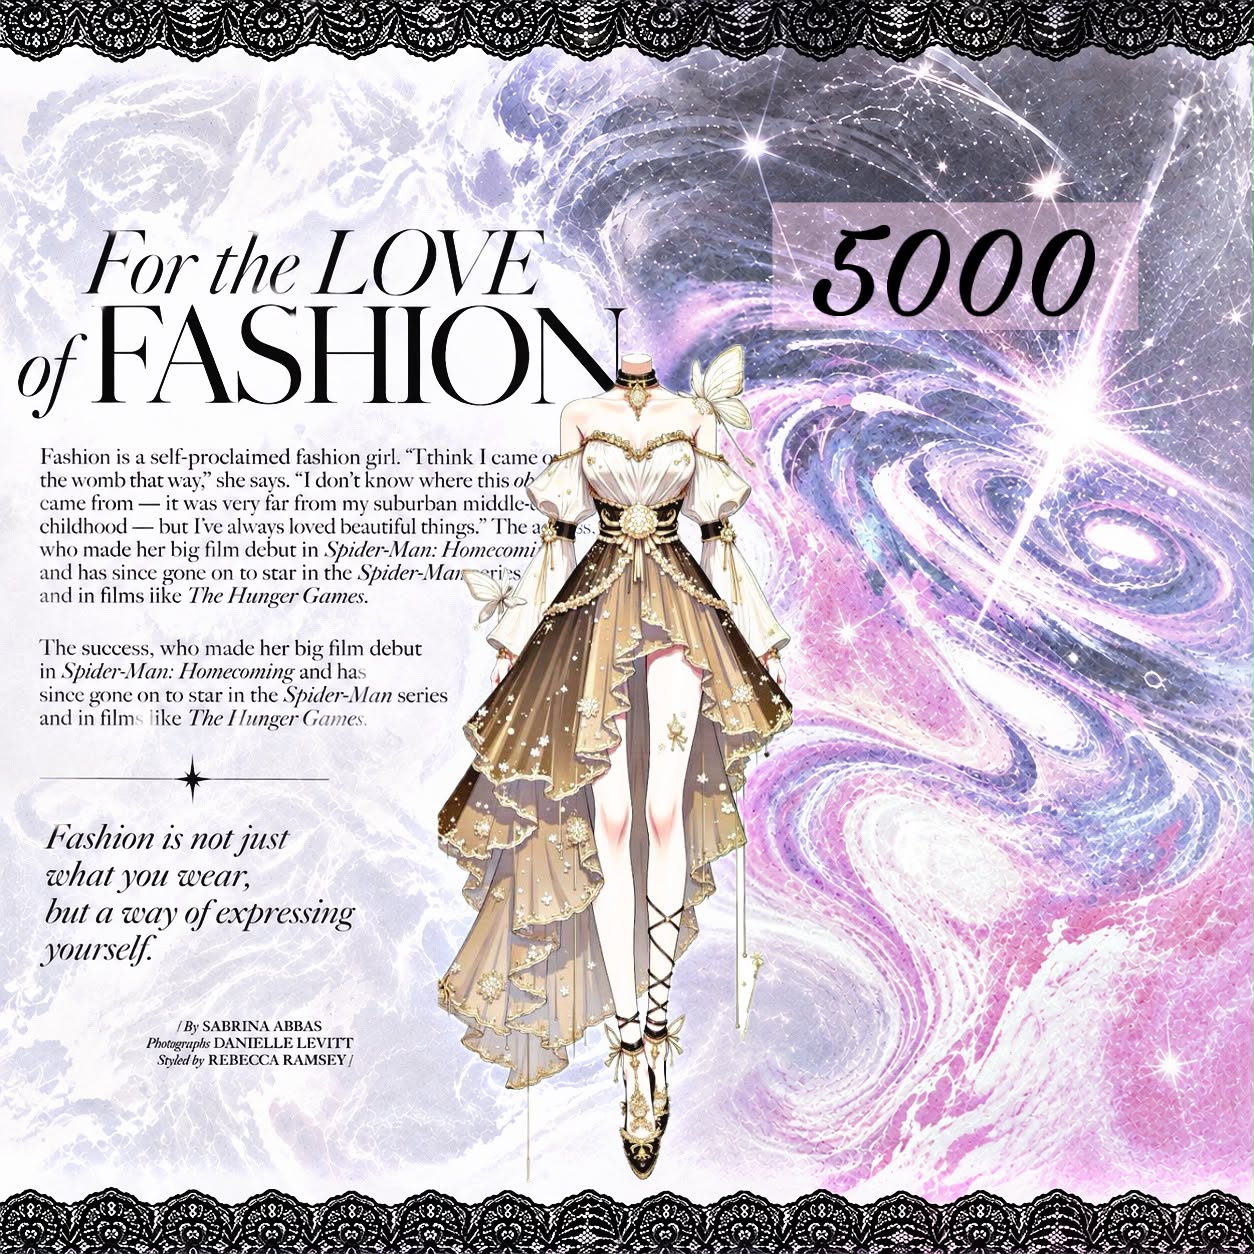 For the LOVE
of FASHION
5000
Fashion is a self-proclaimed fashion girl. “Tthink I came
the womb that way,” she says. “I don’t know where this
came from — it was very far from my suburban
childhood — but I’ve always loved beautiful things.” The
who made her big film debut in Spider-Man:
and has since gone on to star in the Spider-Man
and in films iike The Hunger Games.
The success, who made her big film debut
in Spider-Man: Homecoming and has
since gone on to star in the Spider-Man series
and in films like The Hunger Games.
Fashion is not just
what you wear,
but a way of expressing
yourself.
/ By SABRINA ABBAS
Photographs DANIELLE LEVITT
Styled by REBECCA RAMSEY /